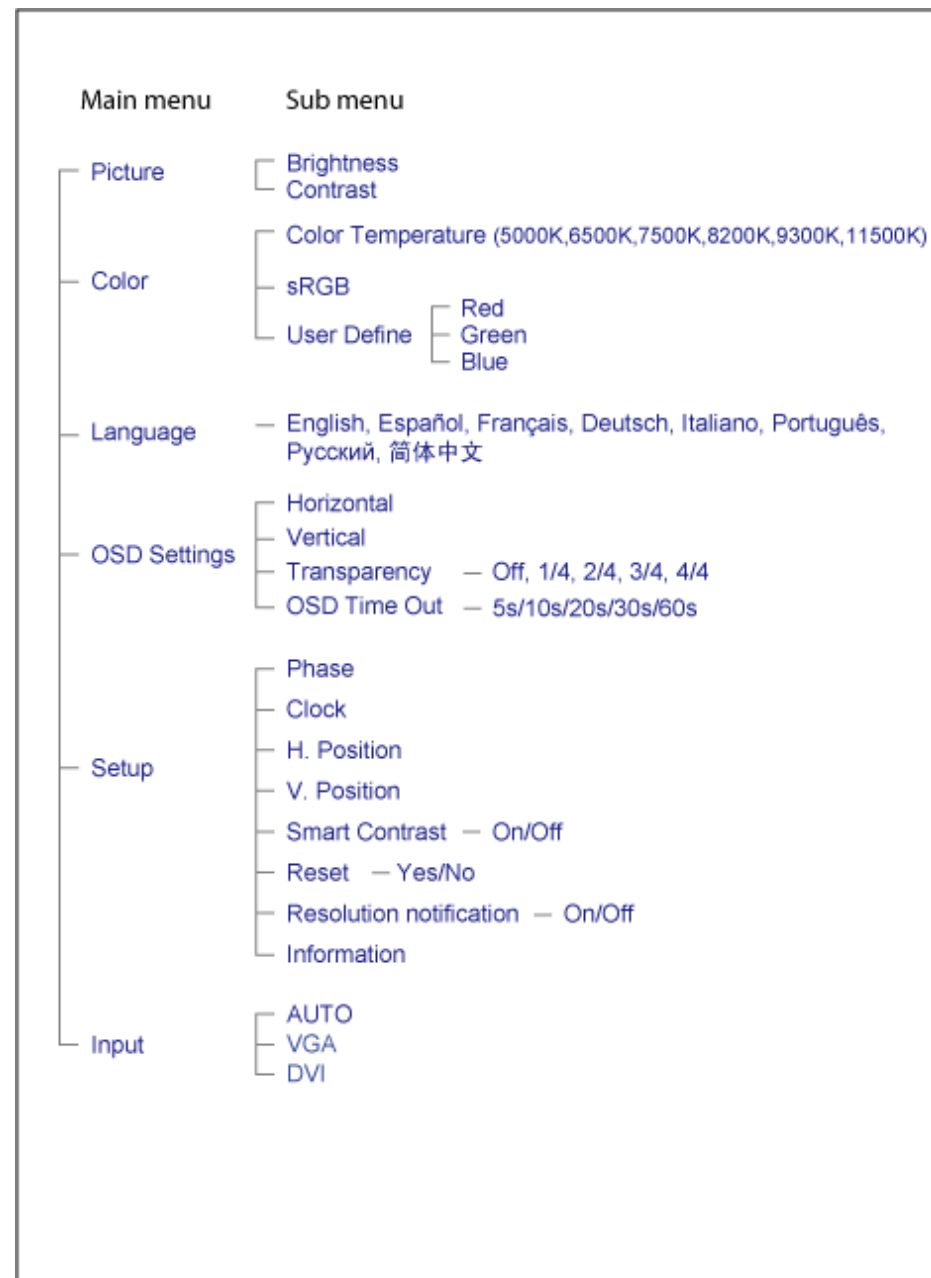 Main menu Sub menu
Picture Brightness
Contrast
Color Temperature (5000K,6500K,7500K,8200K,9300K,11500K)
Color sRGB
Red
User Define Green
Blue
Language English, Español, Français, Deutsch, Italiano, Português,
Русский, 简体中文
Horizontal
Vertical
OSD Settings
Transparency — Off, 1/4, 2/4, 3/4, 4/4
OSD Time Out — 5s/10s/20s/30s/60s
Phase
Clock
H. Position
Setup
V. Position
Smart Contrast — On/Off
Reset — Yes/No
Resolution notification — On/Off
Information
AUTO
Input VGA
DVI